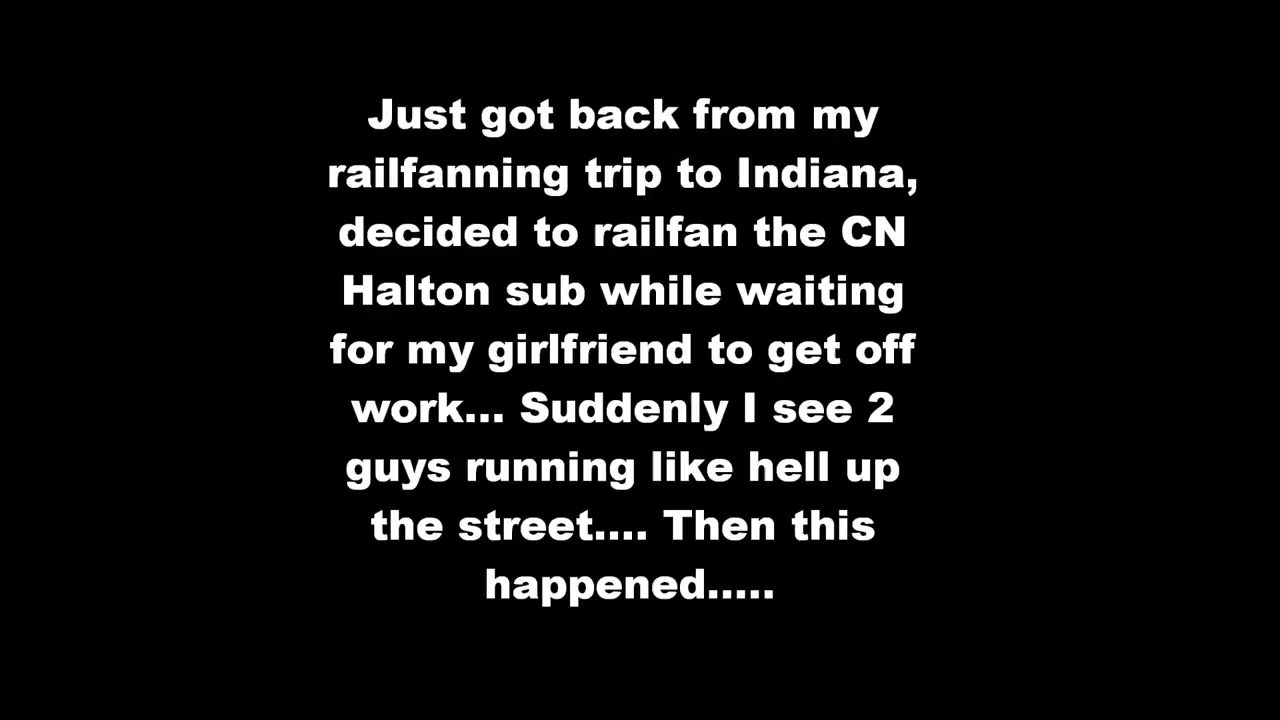 Just got back from my
railfanning trip to Indiana,
decided to railfan the CN
Halton sub while waiting
for my girlfriend to get off
work... Suddenly I see 2
guys running like hell up
the street.... Then this
happened.....